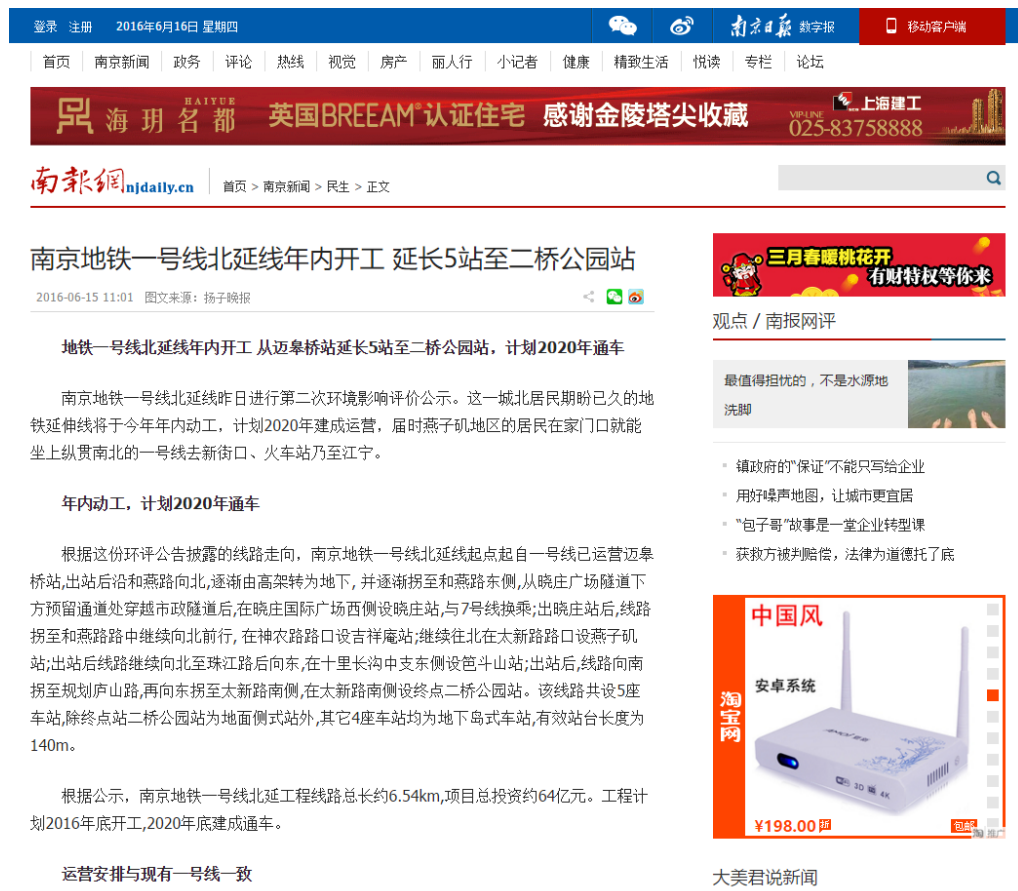 登录 注册 2016年6月16日 星期四 南京日报 数字报 移动客户端
首页 南京新闻 政务 评论 热线 视觉 房产 丽人行 小记者 健康 精致生活 悦读 专栏 论坛
HAIYUE
海玥名都 英国BREEAM®认证住宅 感谢金陵塔尖收藏 上海建工
VIP-LINE
025-83758888
南报網njdaily.cn 首页 > 南京新闻 > 民生 > 正文
南京地铁一号线北延线年内开工 延长5站至二桥公园站
2016-06-15 11:01 图文来源：扬子晚报
地铁一号线北延线年内开工 从迈皋桥站延长5站至二桥公园站，计划2020年通车
南京地铁一号线北延线昨日进行第二次环境影响评价公示。这一城北居民期盼已久的地
铁延伸线将于今年年内动工，计划2020年建成运营，届时燕子矶地区的居民在家门口就能
坐上纵贯南北的一号线去新街口、火车站乃至江宁。
年内动工，计划2020年通车
根据这份环评公告披露的线路走向，南京地铁一号线北延线起点起自一号线已运营迈皋
桥站,出站后沿和燕路向北,逐渐由高架转为地下, 并逐渐拐至和燕路东侧,从晓庄广场隧道下
方预留通道处穿越市政隧道后,在晓庄国际广场西侧设晓庄站,与7号线换乘;出晓庄站后,线路
拐至和燕路路中继续向北前行, 在神农路路口设吉祥庵站;继续往北在太新路路口设燕子矶
站;出站后线路继续向北至珠江路后向东,在十里长沟中支东侧设笆斗山站;出站后,线路向南
拐至规划庐山路,再向东拐至太新路南侧,在太新路南侧设终点二桥公园站。该线路共设5座
车站,除终点站二桥公园站为地面侧式站外,其它4座车站均为地下岛式车站,有效站台长度为
140m。
根据公示，南京地铁一号线北延工程线路总长约6.54km,项目总投资约64亿元。工程计
划2016年底开工,2020年底建成通车。
运营安排与现有一号线一致
三月春暖桃花开
有财特权等你来
观点 / 南报网评
最值得担忧的，不是水源地
洗脚
镇政府的“保证”不能只写给企业
用好噪声地图，让城市更宜居
“包子哥”故事是一堂企业转型课
获救方被判赔偿，法律为道德托了底
中国风
安卓系统
淘宝网
WiFi 3D 4K
¥198.00 折 包邮
淘 推广
大美君说新闻